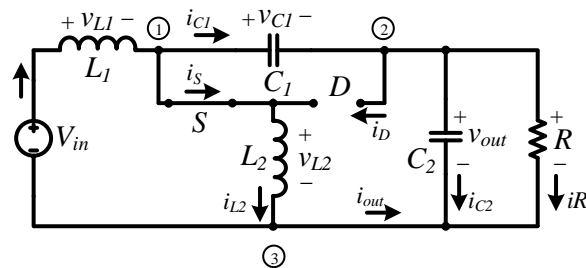 + vL1 −
L1
1
iC1
+ vC1 −
C1
2
iS
S
D
iD
Vin
L2
+
vL2
−
iL2
iout
C2
+
vout
−
iC2
+
R
−
iR
3